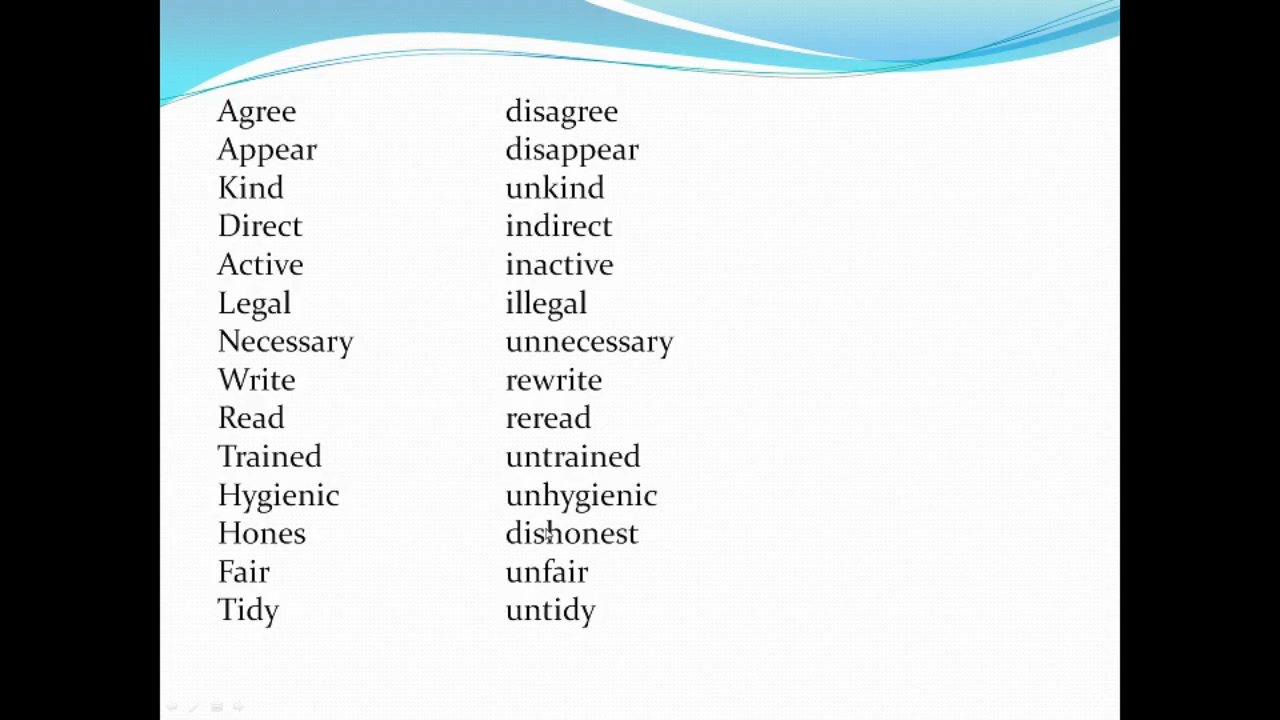 Agree disagree
Appear disappear
Kind unkind
Direct indirect
Active inactive
Legal illegal
Necessary unnecessary
Write rewrite
Read reread
Trained untrained
Hygienic unhygienic
Hones dishonest
Fair unfair
Tidy untidy